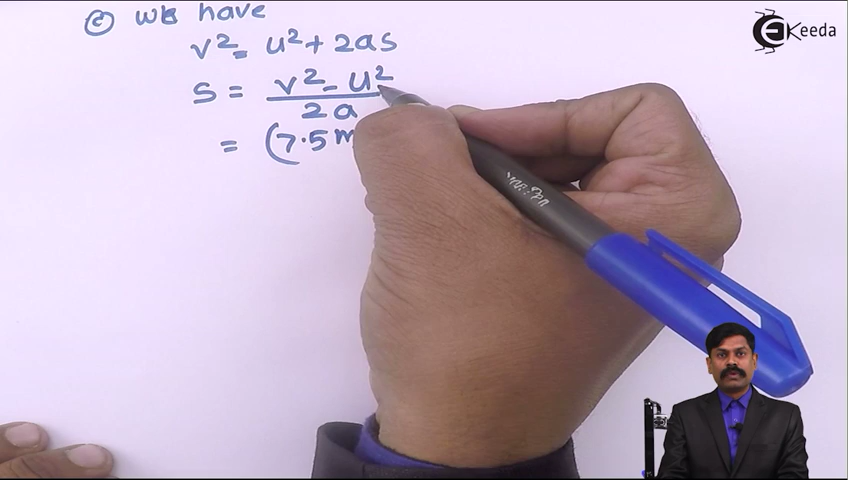 Ekeeda
ⓒ we have
v² = u² + 2as
s = v² - u² / 2a
= (7.5 m